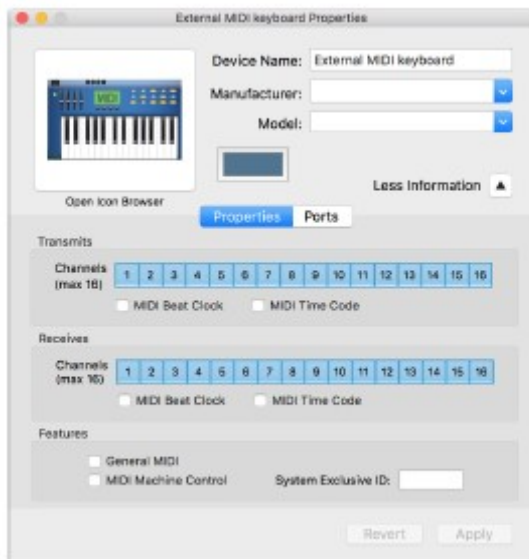 External MIDI keyboard Properties
MIDI
Device Name: External MIDI keyboard
Manufacturer:
Model:
Open Icon Browser
Less Information
Properties Ports
Transmits
Channels (max 16) 1 2 3 4 5 6 7 8 9 10 11 12 13 14 15 16
MIDI Beat Clock MIDI Time Code
Receives
Channels (max 16) 1 2 3 4 5 6 7 8 9 10 11 12 13 14 15 16
MIDI Beat Clock MIDI Time Code
Features
General MIDI
MIDI Machine Control System Exclusive ID:
Revert Apply